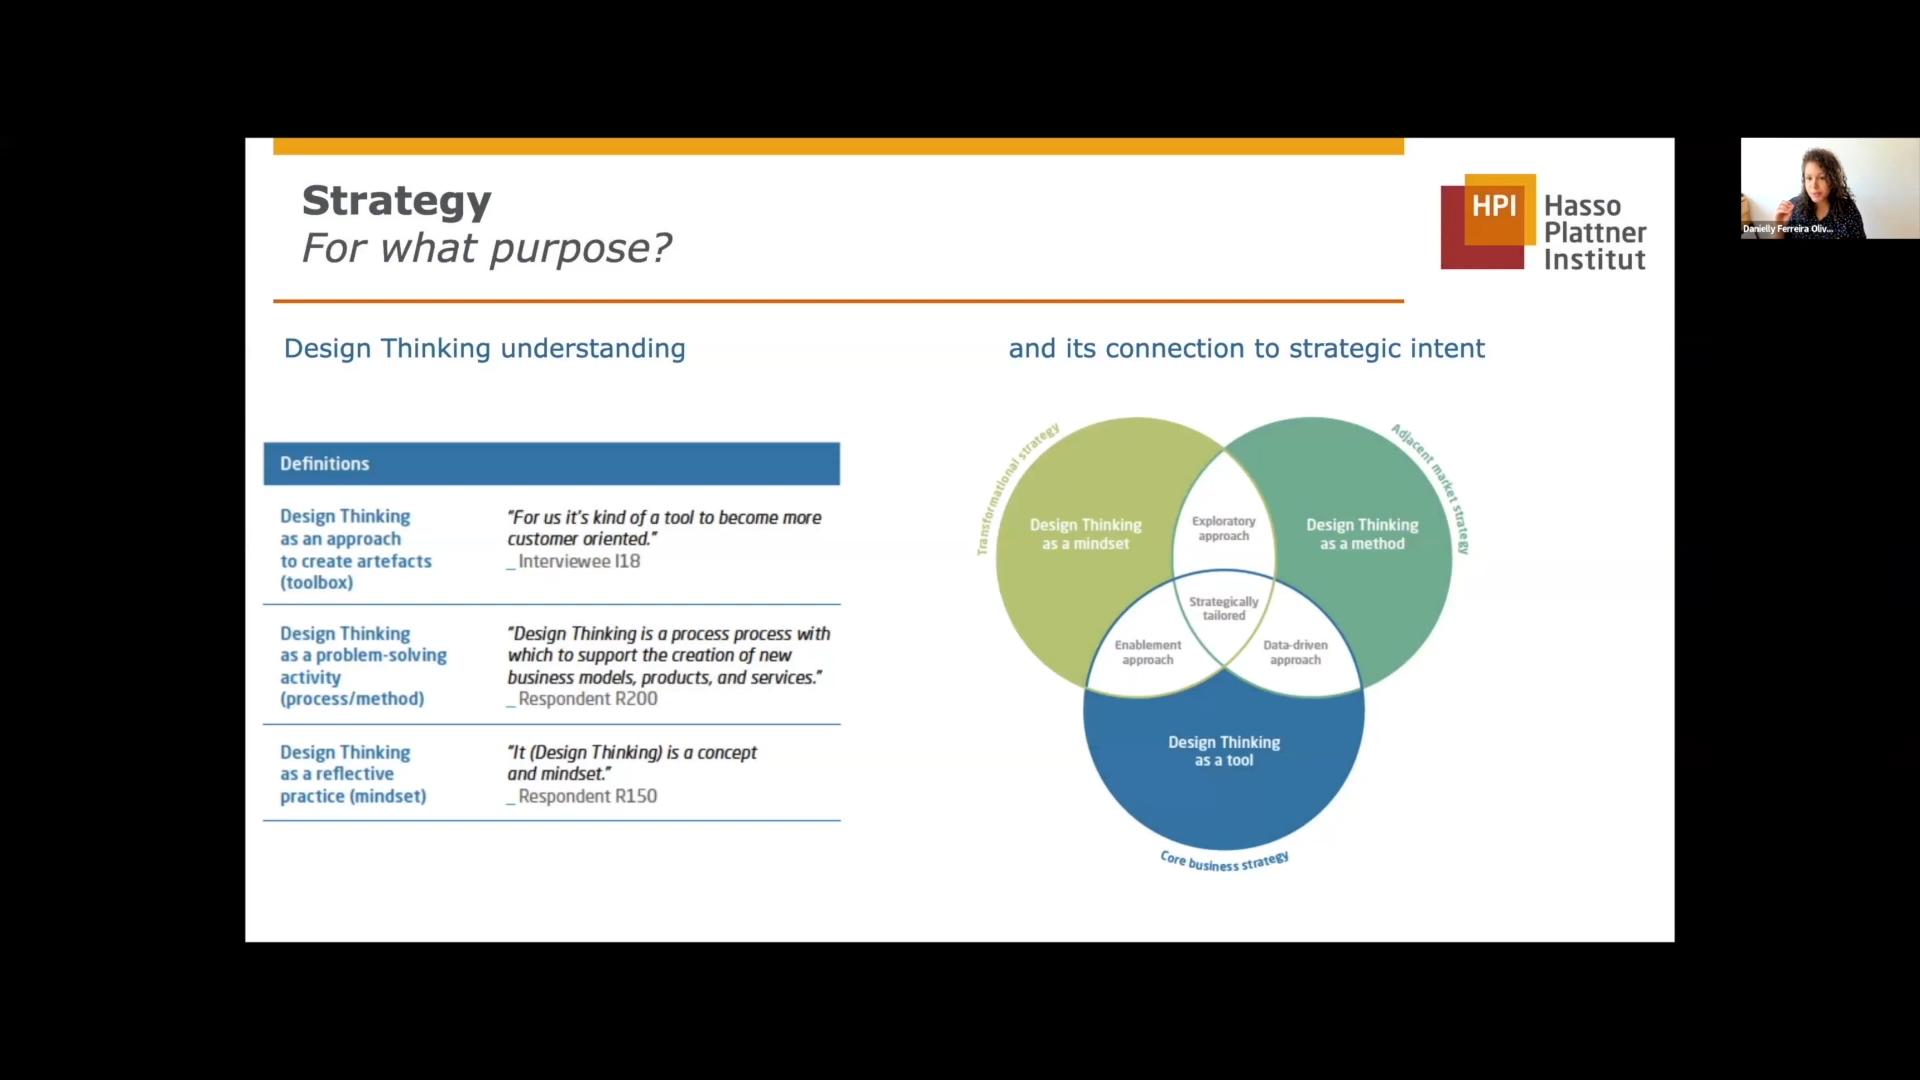 Strategy
For what purpose?
HPI
Hasso
Plattner
Institut
Danielly Ferreira Oliv...
Design Thinking understanding
and its connection to strategic intent
Definitions
Design Thinking
as an approach
to create artefacts
(toolbox)
"For us it's kind of a tool to become more
customer oriented."
_ Interviewee I18
Design Thinking
as a problem-solving
activity
(process/method)
"Design Thinking is a process process with
which to support the creation of new
business models, products, and services."
_ Respondent R200
Design Thinking
as a reflective
practice (mindset)
"It (Design Thinking) is a concept
and mindset."
_ Respondent R150
Transformational strategy
Adjacent market strategy
Design Thinking
as a mindset
Exploratory
approach
Design Thinking
as a method
Strategically
tailored
Enablement
approach
Data-driven
approach
Design Thinking
as a tool
Core business strategy